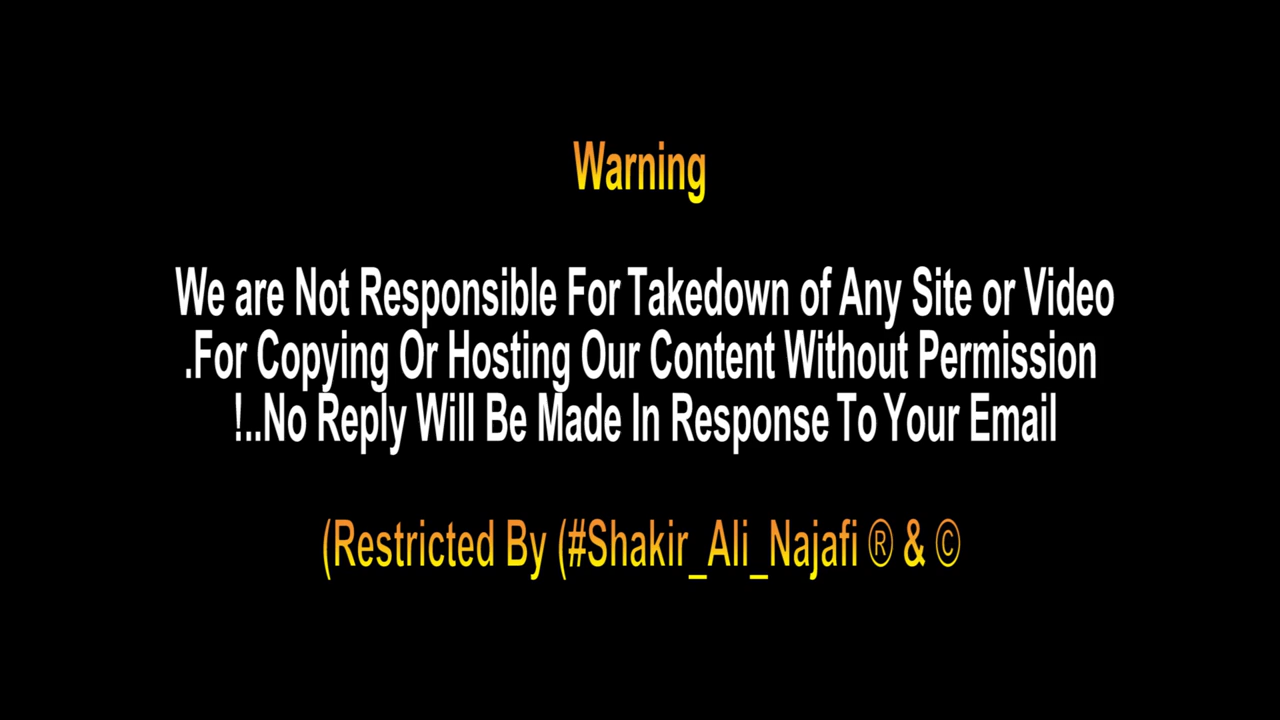 Warning
We are Not Responsible For Takedown of Any Site or Video
.For Copying Or Hosting Our Content Without Permission
!..No Reply Will Be Made In Response To Your Email
(Restricted By (#Shakir_Ali_Najafi ® & ©